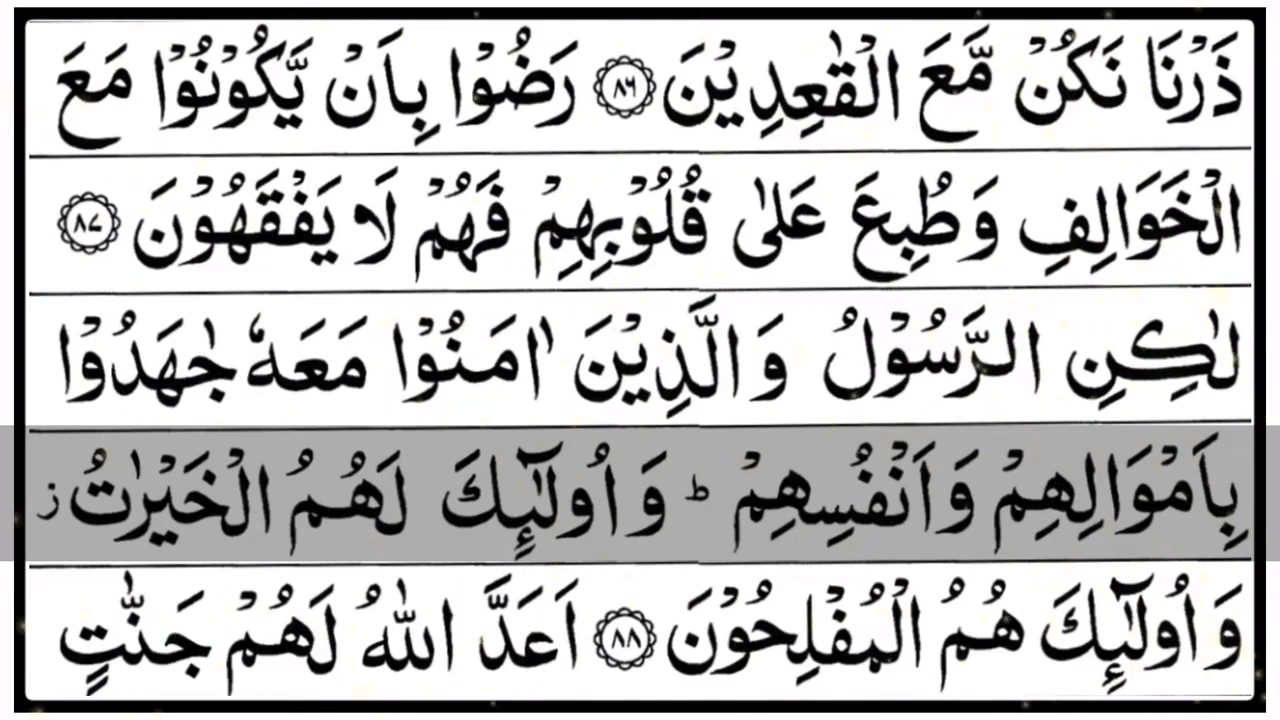 ذَرْنَا نَكُنْ مَّعَ الْقٰعِدِيْنَ ﴿٨٦﴾ رَضُوْا بِاَنْ يَّكُوْنُوْا مَعَ
الْخَوَالِفِ وَطُبِعَ عَلٰى قُلُوْبِهِمْ فَهُمْ لَا يَفْقَهُوْنَ ﴿٨٧﴾
لٰكِنِ الرَّسُوْلُ وَالَّذِيْنَ اٰمَنُوْا مَعَهٗ جٰهَدُوْا
بِاَمْوَالِهِمْ وَاَنْفُسِهِمْ ؕ وَاُولٰٓئِكَ لَهُمُ الْخَيْرٰتُ ز
وَاُولٰٓئِكَ هُمُ الْمُفْلِحُوْنَ ﴿٨٨﴾ اَعَدَّ اللّٰهُ لَهُمْ جَنّٰتٍ